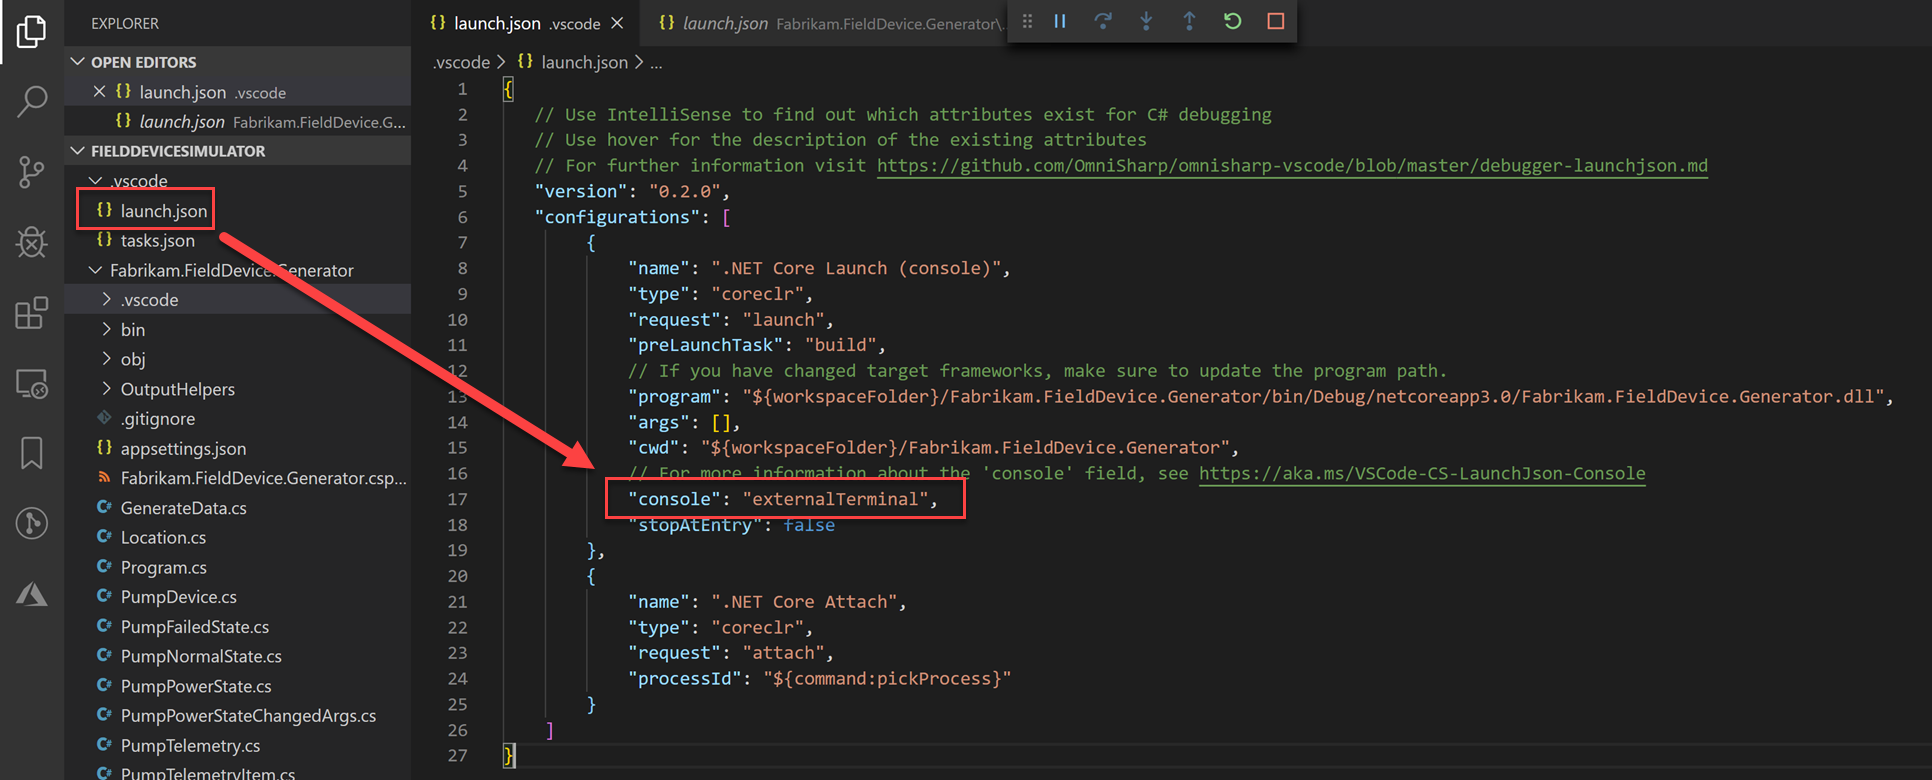 EXPLORER
OPEN EDITORS
launch.json .vscode
launch.json Fabrikam.FieldDevice.G...
FIELDDEVICESIMULATOR
.vscode
launch.json
tasks.json
Fabrikam.FieldDevice.Generator
.vscode
bin
obj
OutputHelpers
.gitignore
appsettings.json
Fabrikam.FieldDevice.Generator.csp...
GenerateData.cs
Location.cs
Program.cs
PumpDevice.cs
PumpFailedState.cs
PumpNormalState.cs
PumpPowerState.cs
PumpPowerStateChangedArgs.cs
PumpTelemetry.cs
PumpTelemetryItem.cs
{} launch.json .vscode
{} launch.json Fabrikam.FieldDevice.Generator\...
.vscode > {} launch.json > ...
1 {
2 // Use IntelliSense to find out which attributes exist for C# debugging
3 // Use hover for the description of the existing attributes
4 // For further information visit https://github.com/OmniSharp/omnisharp-vscode/blob/master/debugger-launchjson.md
5 "version": "0.2.0",
6 "configurations": [
7 {
8 "name": ".NET Core Launch (console)",
9 "type": "coreclr",
10 "request": "launch",
11 "preLaunchTask": "build",
12 // If you have changed target frameworks, make sure to update the program path.
13 "program": "${workspaceFolder}/Fabrikam.FieldDevice.Generator/bin/Debug/netcoreapp3.0/Fabrikam.FieldDevice.Generator.dll",
14 "args": [],
15 "cwd": "${workspaceFolder}/Fabrikam.FieldDevice.Generator",
16 // For more information about the 'console' field, see https://aka.ms/VSCode-CS-LaunchJson-Console
17 "console": "externalTerminal",
18 "stopAtEntry": false
19 },
20 {
21 "name": ".NET Core Attach",
22 "type": "coreclr",
23 "request": "attach",
24 "processId": "${command:pickProcess}"
25 }
26 ]
27 }